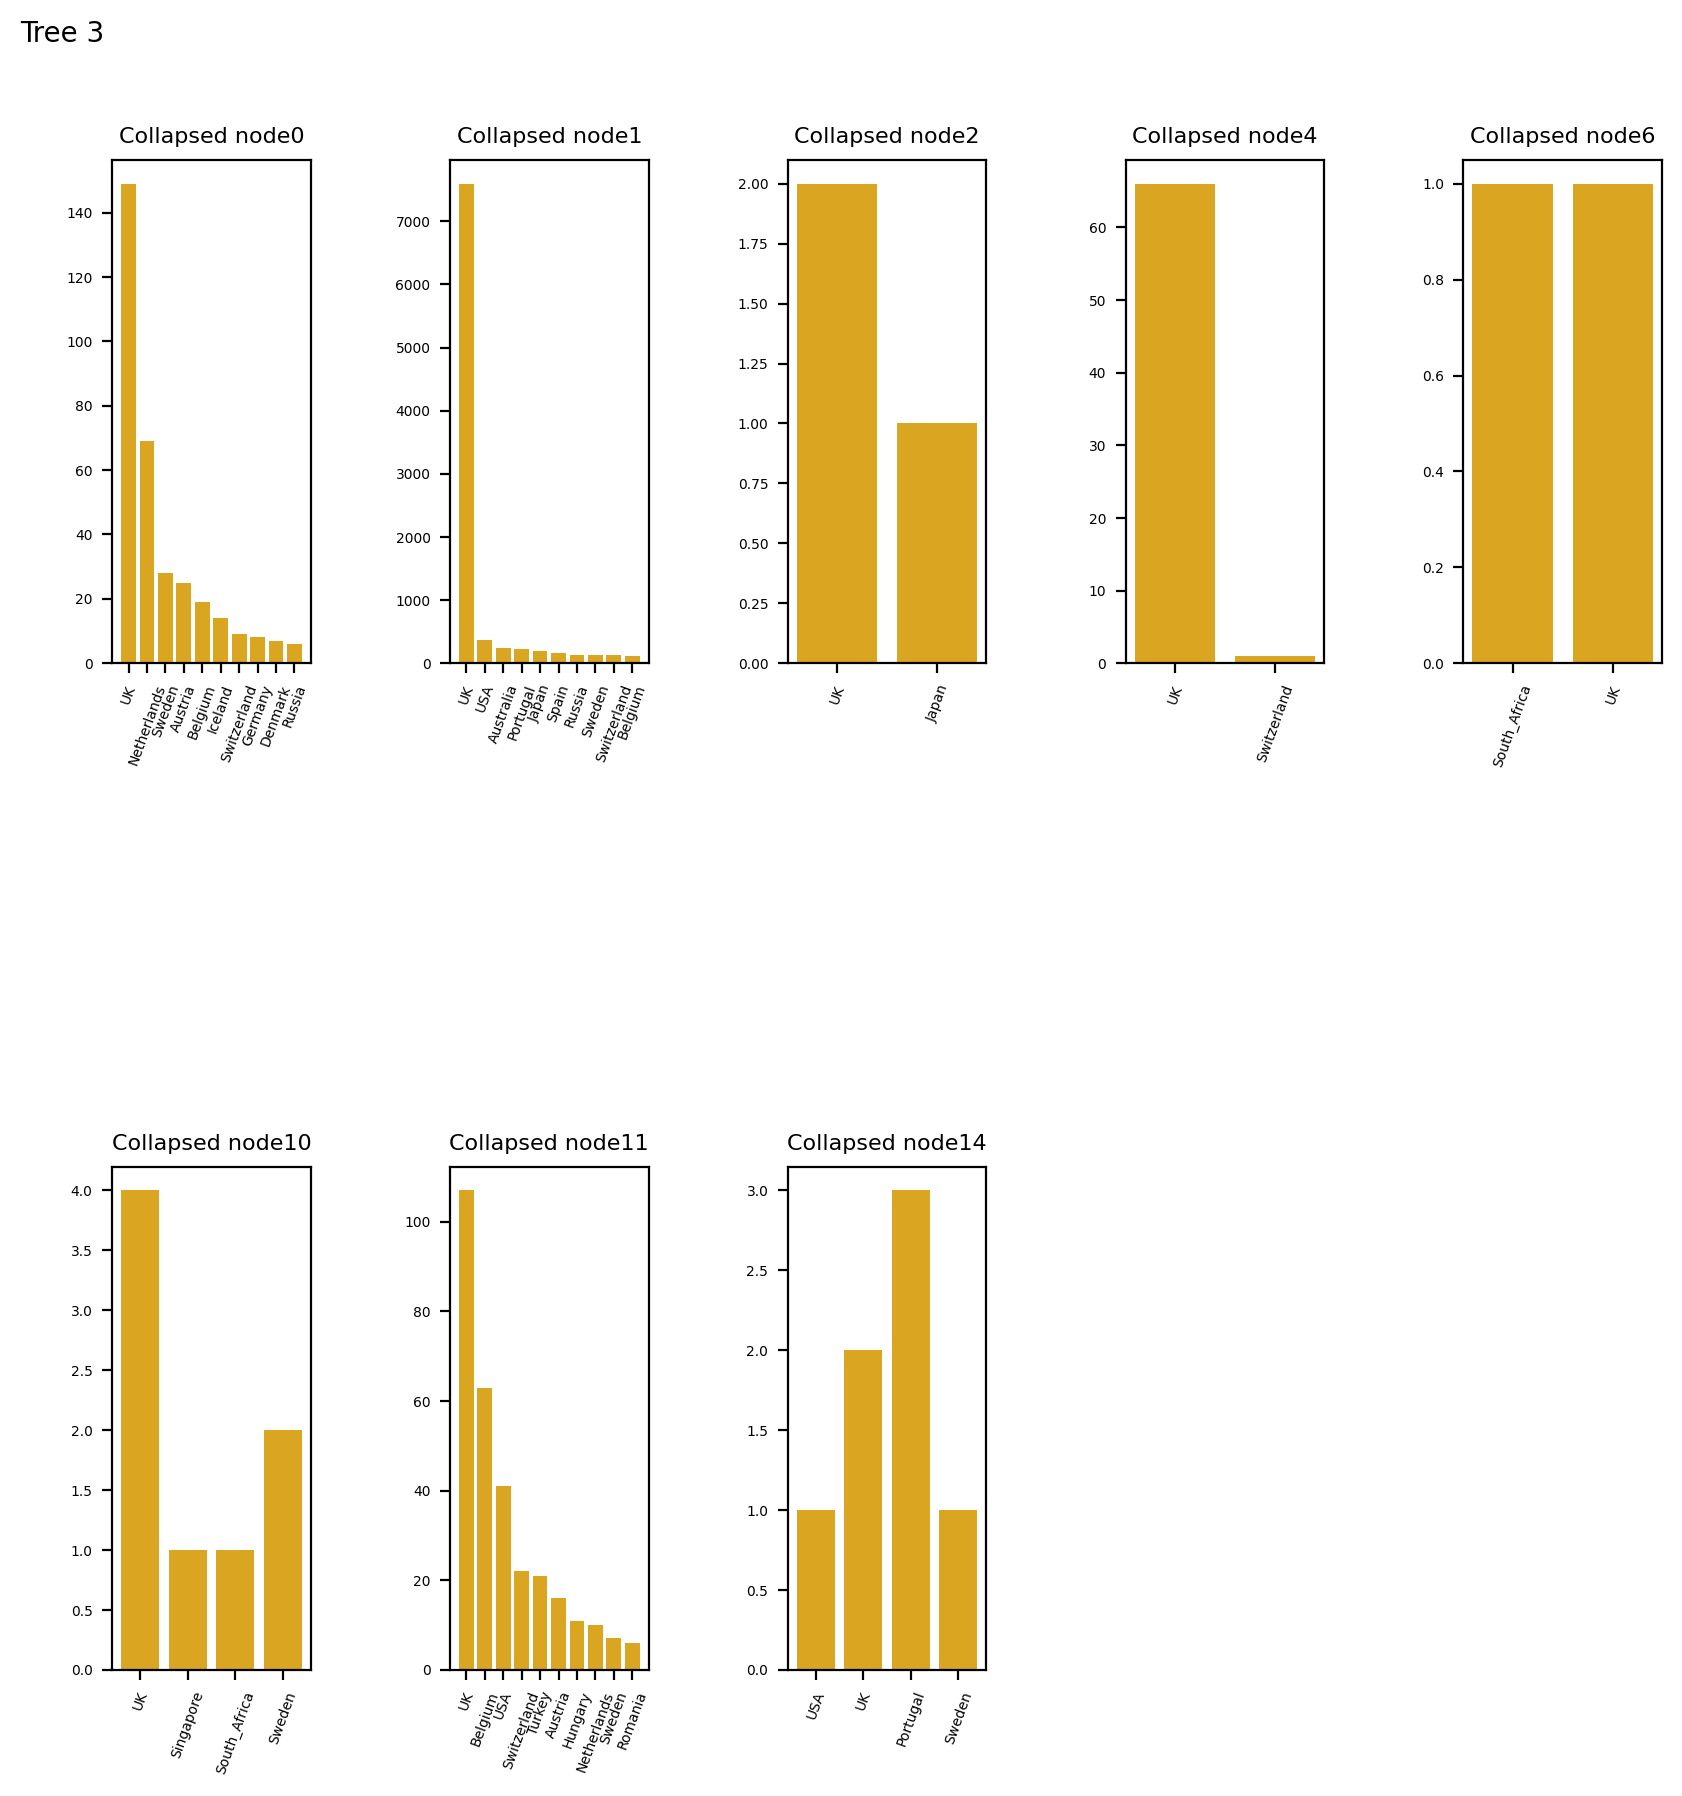 Tree 3
Collapsed node0
140
120
100
80
60
40
20
0
UK
Netherlands
Sweden
Austria
Belgium
Iceland
Switzerland
Germany
Denmark
Russia
Collapsed node1
7000
6000
5000
4000
3000
2000
1000
0
UK
USA
Australia
Portugal
Japan
Spain
Russia
Sweden
Switzerland
Belgium
Collapsed node2
2.00
1.75
1.50
1.25
1.00
0.75
0.50
0.25
0.00
UK
Japan
Collapsed node4
60
50
40
30
20
10
0
UK
Switzerland
Collapsed node6
1.0
0.8
0.6
0.4
0.2
0.0
South_Africa
UK
Collapsed node10
4.0
3.5
3.0
2.5
2.0
1.5
1.0
0.5
0.0
UK
Singapore
South_Africa
Sweden
Collapsed node11
100
80
60
40
20
0
UK
Belgium
USA
Switzerland
Turkey
Austria
Hungary
Netherlands
Sweden
Romania
Collapsed node14
3.0
2.5
2.0
1.5
1.0
0.5
0.0
USA
UK
Portugal
Sweden